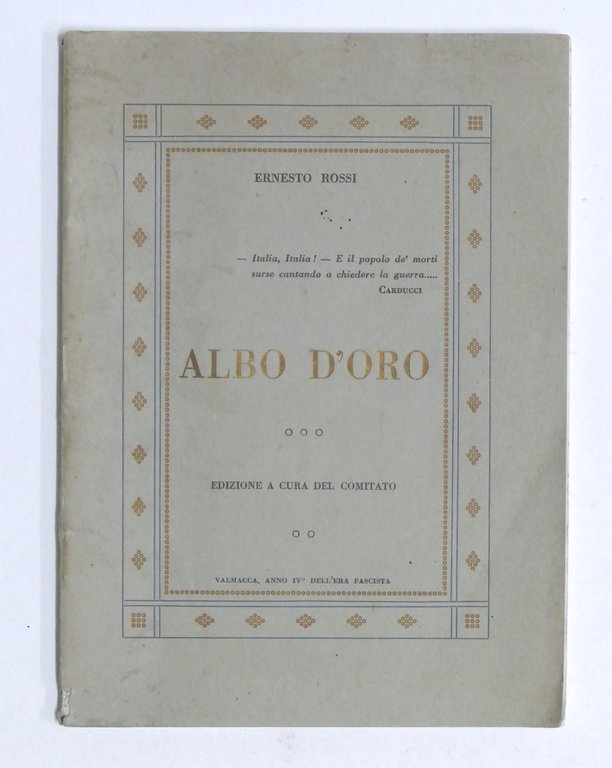 ERNESTO ROSSI
— Italia, Italia! — E il popolo de' morti
surse cantando a chiedere la guerra.....
CARDUCCI
ALBO D'ORO
EDIZIONE A CURA DEL COMITATO
VALMACCA, ANNO IV° DELL'ERA FASCISTA